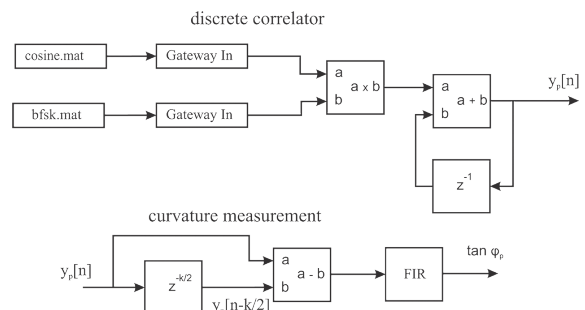 discrete correlator
cosine.mat
Gateway In
a
a x b
b
bfsk.mat
Gateway In
a
a + b
b
yₚ[n]
z⁻¹
curvature measurement
yₚ[n]
z⁻ᵏ/²
a
a - b
b
FIR
tan φₚ
yₚ[n-k/2]